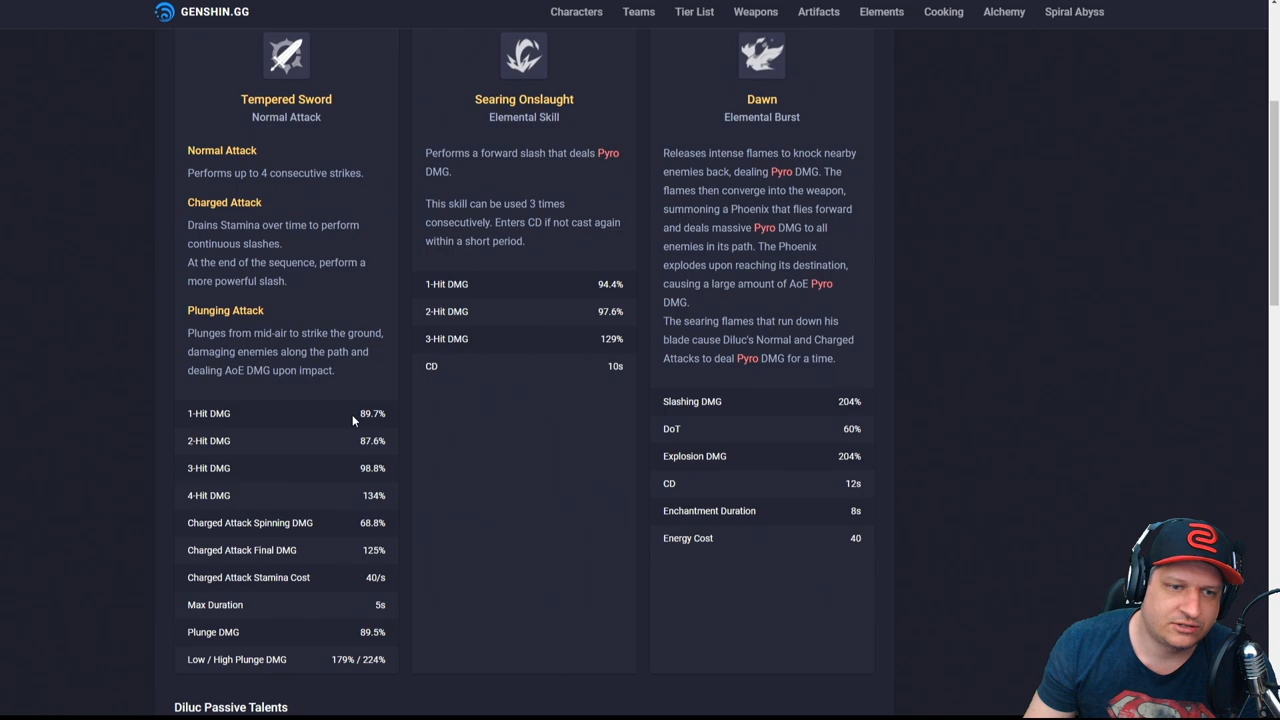 GENSHIN.GG
Characters Teams Tier List Weapons Artifacts Elements Cooking Alchemy Spiral Abyss
Tempered Sword
Normal Attack
Normal Attack
Performs up to 4 consecutive strikes.
Charged Attack
Drains Stamina over time to perform
continuous slashes.
At the end of the sequence, perform a
more powerful slash.
Plunging Attack
Plunges from mid-air to strike the ground,
damaging enemies along the path and
dealing AoE DMG upon impact.
1-Hit DMG 89.7%
2-Hit DMG 87.6%
3-Hit DMG 98.8%
4-Hit DMG 134%
Charged Attack Spinning DMG 68.8%
Charged Attack Final DMG 125%
Charged Attack Stamina Cost 40/s
Max Duration 5s
Plunge DMG 89.5%
Low / High Plunge DMG 179% / 224%
Searing Onslaught
Elemental Skill
Performs a forward slash that deals Pyro
DMG.
This skill can be used 3 times
consecutively. Enters CD if not cast again
within a short period.
1-Hit DMG 94.4%
2-Hit DMG 97.6%
3-Hit DMG 129%
CD 10s
Dawn
Elemental Burst
Releases intense flames to knock nearby
enemies back, dealing Pyro DMG. The
flames then converge into the weapon,
summoning a Phoenix that flies forward
and deals massive Pyro DMG to all
enemies in its path. The Phoenix
explodes upon reaching its destination,
causing a large amount of AoE Pyro
DMG.
The searing flames that run down his
blade cause Diluc's Normal and Charged
Attacks to deal Pyro DMG for a time.
Slashing DMG 204%
DoT 60%
Explosion DMG 204%
CD 12s
Enchantment Duration 8s
Energy Cost 40
Diluc Passive Talents